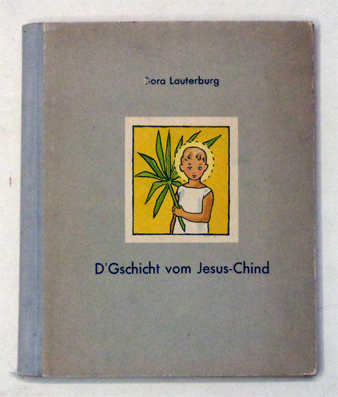 Dora Lauterburg
D'Gschicht vom Jesus-Chind